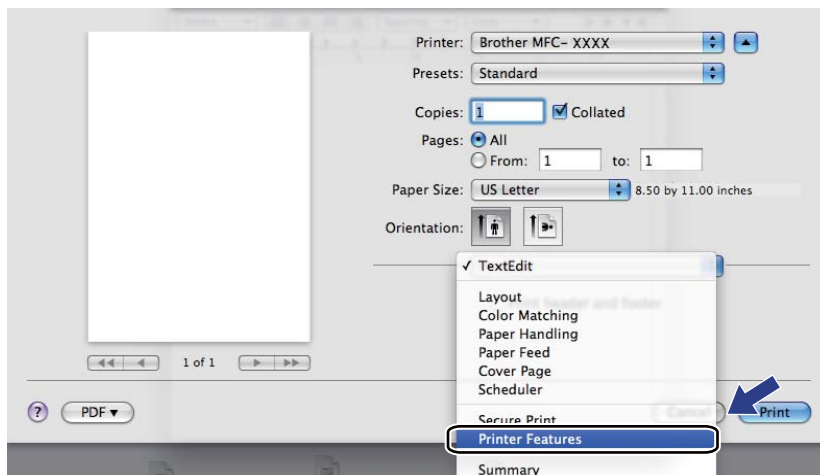 Printer: Brother MFC- XXXX
Presets: Standard
Copies: 1 Collated
Pages: All
From: 1 to: 1
Paper Size: US Letter 8.50 by 11.00 inches
Orientation:
✓ TextEdit
Layout
Color Matching
Paper Handling
Paper Feed
Cover Page
Scheduler
1 of 1
? PDF ▾ Cancel Print
Secure Print
Printer Features
Summary